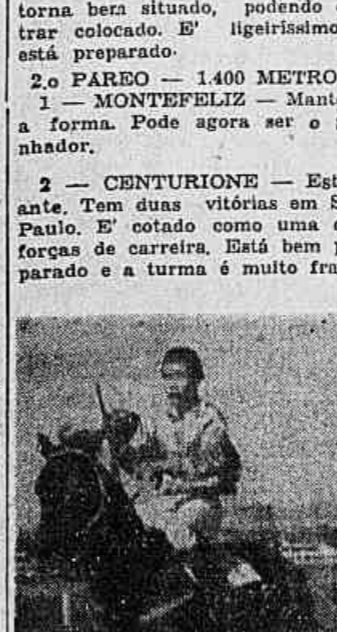 torna bem situado, podendo
trar colocado. E' ligeiríssimo
está preparado.
2.o PAREO — 1.400 METRO
1 — MONTEFELIZ — Mant
a forma. Pode agora ser o
nhador.
2 — CENTURIONE — Est
ante. Tem duas vitórias em S
Paulo. E' cotado como uma
forças de carreira. Está bem
parado e a turma é muito fra